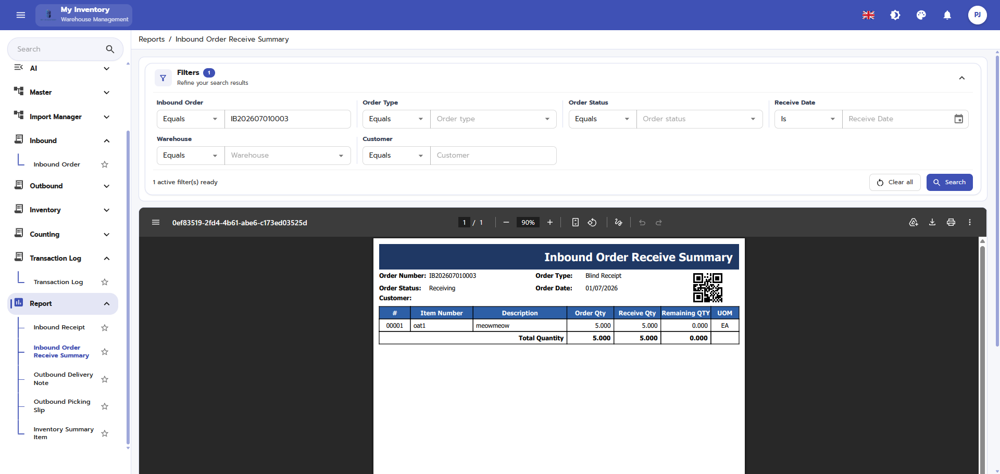 My Inventory
Warehouse Management
PJ
Search
AI
Master
Import Manager
Inbound
Inbound Order
Outbound
Inventory
Counting
Transaction Log
Transaction Log
Report
Inbound Receipt
Inbound Order
Receive Summary
Outbound Delivery
Note
Outbound Picking
Slip
Inventory Summary
Item
Reports / Inbound Order Receive Summary
Filters 1
Refine your search results
Inbound Order
Equals IB202607010003
Order Type
Equals Order type
Order Status
Equals Order status
Receive Date
Is Receive Date
Warehouse
Equals Warehouse
Customer
Equals Customer
1 active filter(s) ready
Clear all
Search
0ef83519-2fd4-4b61-abe6-c173ed03525d
1 / 1
90%
Inbound Order Receive Summary
Order Number: IB202607010003 Order Type: Blind Receipt
Order Status: Receiving Order Date: 01/07/2026
Customer:
# Item Number Description Order Qty Receive Qty Remaining QTY UOM
00001 oat1 meowmeow 5.000 5.000 0.000 EA
Total Quantity 5.000 5.000 0.000